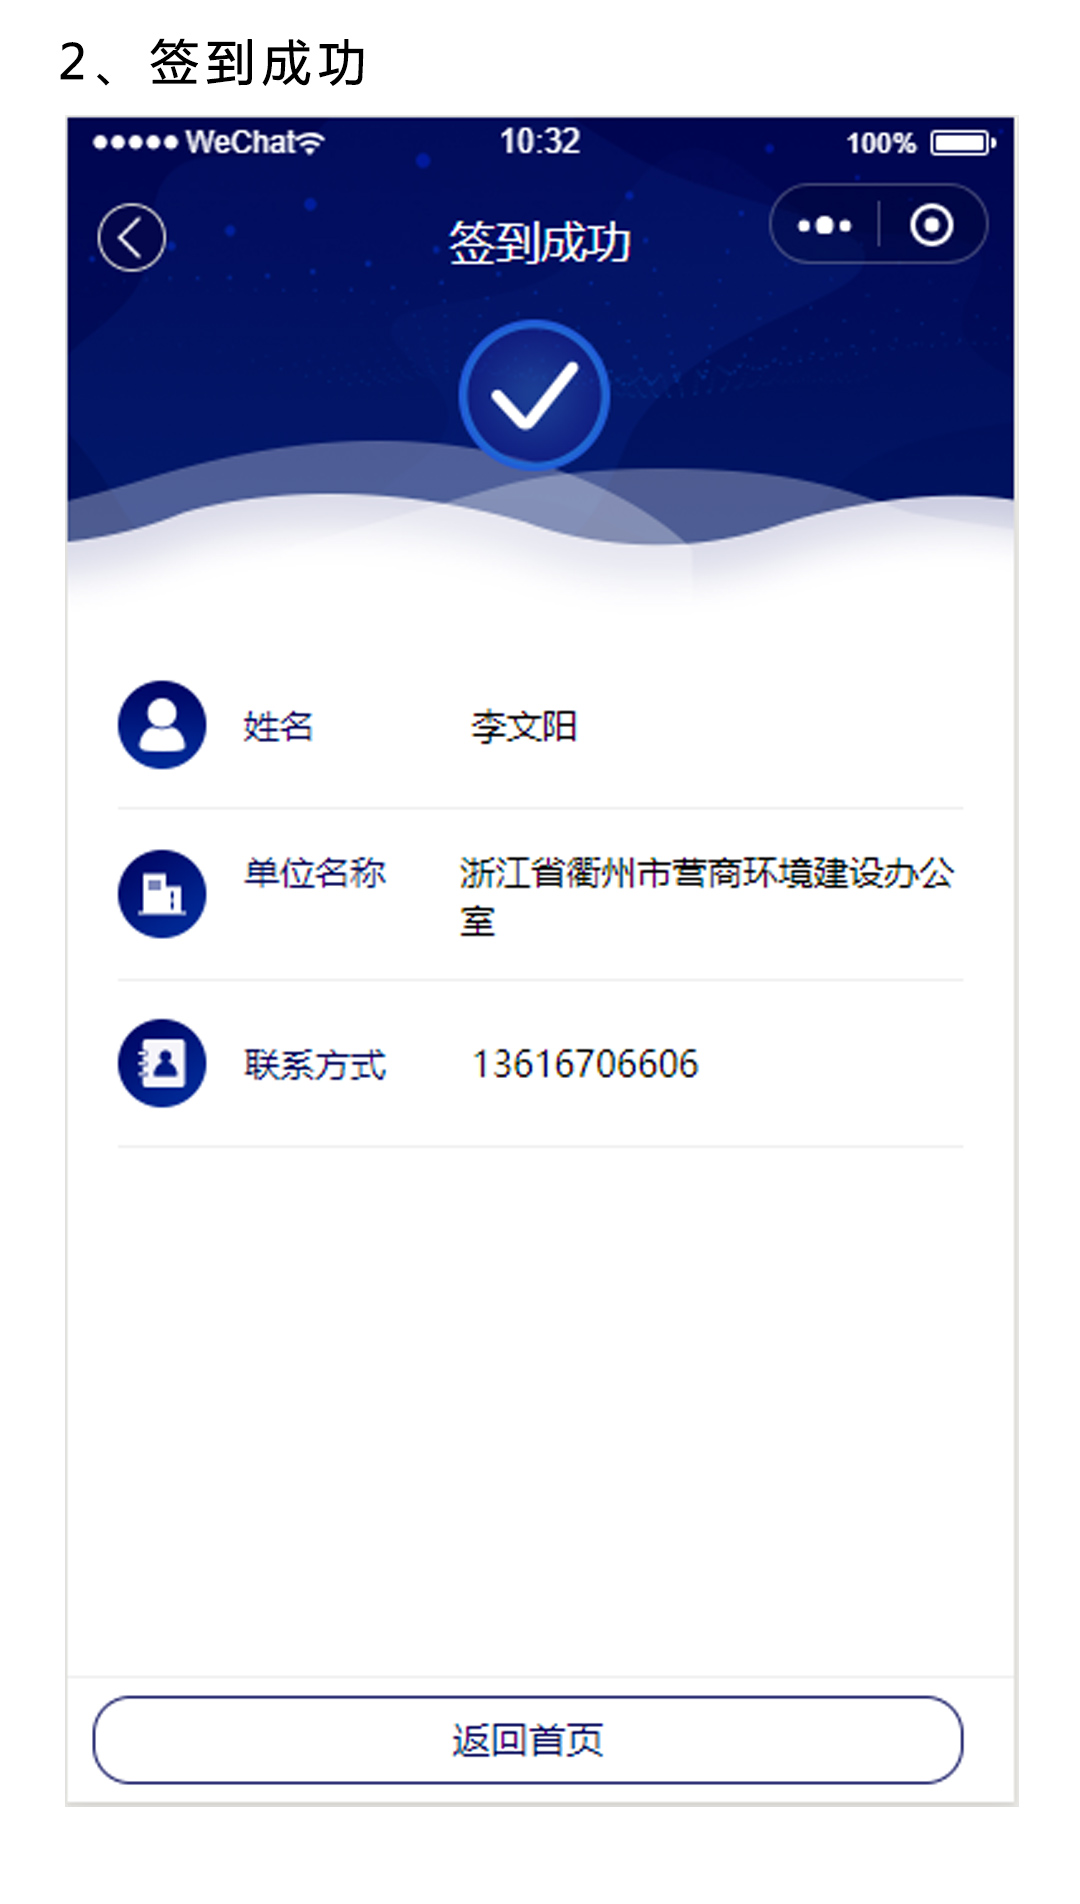 2、签到成功
WeChat 10:32 100%
签到成功
姓名 李文阳
单位名称 浙江省衢州市营商环境建设办公
室
联系方式 13616706606
返回首页